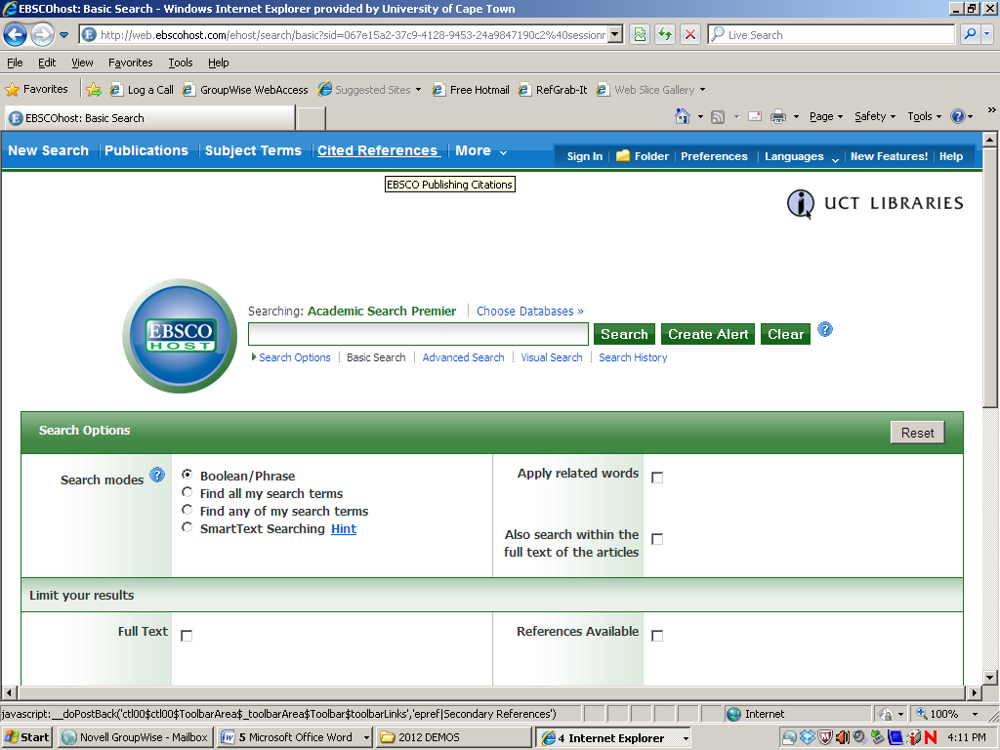 EBSCOhost: Basic Search - Windows Internet Explorer provided by University of Cape Town
http://web.ebscohost.com/ehost/search/basic?sid=067e15a2-37c9-4128-9453-24a9847190c2%40sessionr
Live Search
File Edit View Favorites Tools Help
Favorites Log a Call GroupWise WebAccess Suggested Sites Free Hotmail RefGrab-It Web Slice Gallery
EBSCOhost: Basic Search Page Safety Tools »
New Search Publications Subject Terms Cited References More
Sign In Folder Preferences Languages New Features! Help
EBSCO Publishing Citations
UCT LIBRARIES
EBSCO
HOST
Searching: Academic Search Premier Choose Databases »
Search Create Alert Clear
Search Options Basic Search Advanced Search Visual Search Search History
Search Options Reset
Search modes
Boolean/Phrase
Find all my search terms
Find any of my search terms
SmartText Searching Hint
Apply related words
Also search within the
full text of the articles
Limit your results
Full Text References Available
javascript:__doPostBack('ctl00$ctl00$ToolbarArea$_toolbarArea$Toolbar$toolbarLinks','epref|Secondary References') Internet 100%
Start Novell GroupWise - Mailbox 5 Microsoft Office Word 2012 DEMOS 4 Internet Explorer 4:11 PM